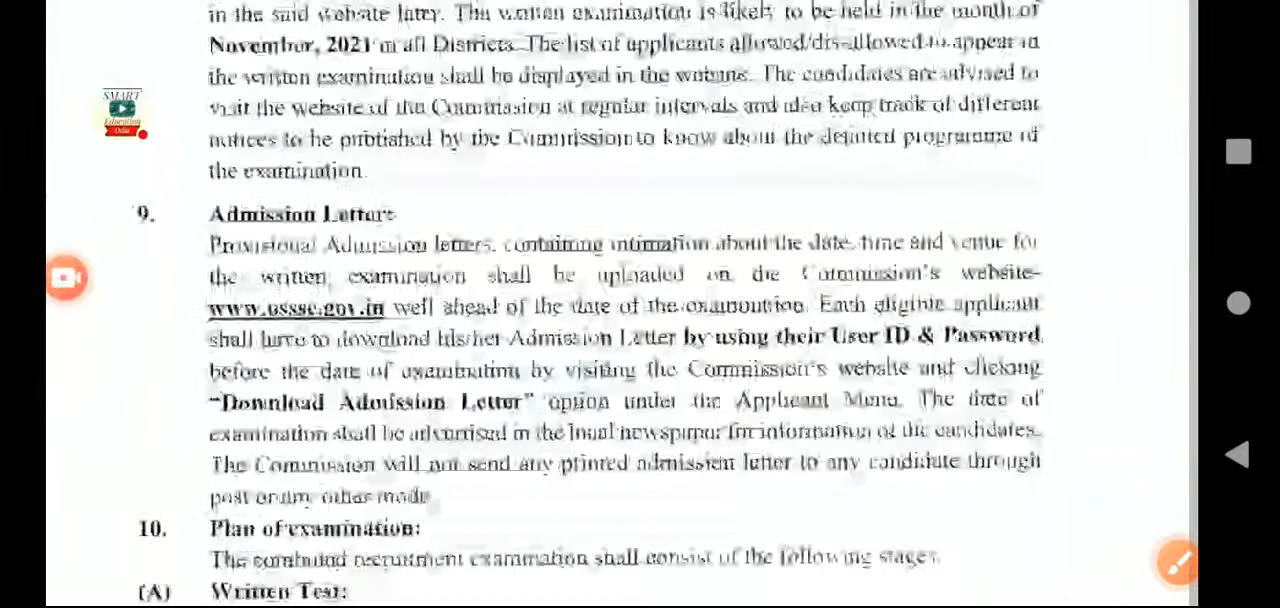 in the said website later. The written examination is likely to be held in the month of
November, 2021 in all Districts. The list of applicants allowed/dis-allowed to appear in
the written examination shall be displayed in the website. The candidates are advised to
SMART
visit the website of the Commission at regular intervals and also keep track of different
Education
Odia
notices to be published by the Commission to know about the detailed programme of
the examination.
9. Admission Letter:
Provisional Admission letters, containing intimation about the date, time and venue for
the written examination shall be uploaded on the Commission's website-
www.osssc.gov.in well ahead of the date of the examination. Each eligible applicant
shall have to download his/her Admission Letter by using their User ID & Password
before the date of examination by visiting the Commission's website and clicking
"Download Admission Letter" option under the Applicant Menu. The date of
examination shall be advertised in the local newspaper for information of the candidates.
The Commission will not send any printed admission letter to any candidate through
post or any other mode
10. Plan of examination:
The combined recruitment examination shall consist of the following stages
(A) Written Test: